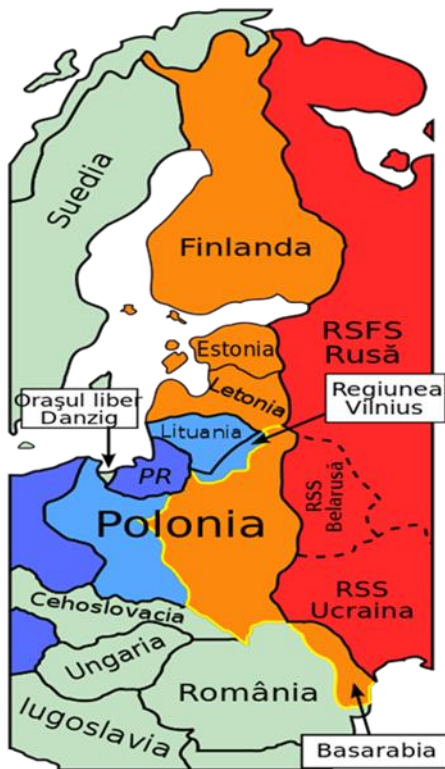 Suedia
Finlanda
Estonia
RSFS
Rusă
Letonia
Oraşul liber
Danzig
Regiunea
Vilnius
Lituania
PR
Polonia
RSS
Belarusă
RSS
Ucraina
Cehoslovacia
Ungaria
România
Iugoslavia
Basarabia